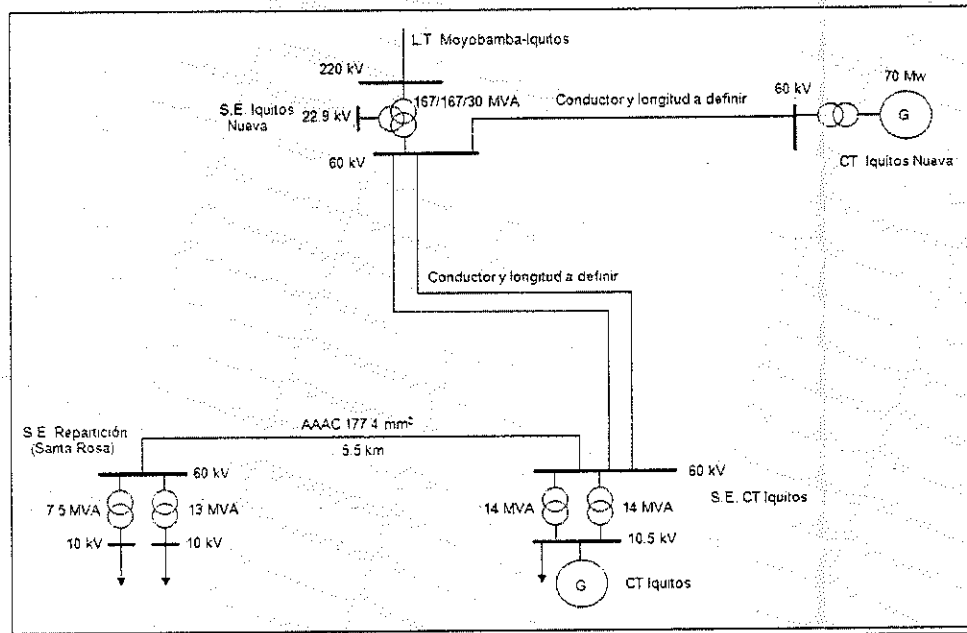 L.T. Moyobamba-Iquitos
220 kV
167/167/30 MVA
S.E. Iquitos
Nueva
22.9 kV
60 kV
Conductor y longitud a definir
60 kV
70 Mw
G
CT Iquitos Nueva
Conductor y longitud a definir
S.E. Repartición
(Santa Rosa)
AAAC 177.4 mm²
5.5 km
60 kV
7.5 MVA
13 MVA
10 kV
10 kV
60 kV
S.E. CT Iquitos
14 MVA
14 MVA
10.5 kV
G
CT Iquitos